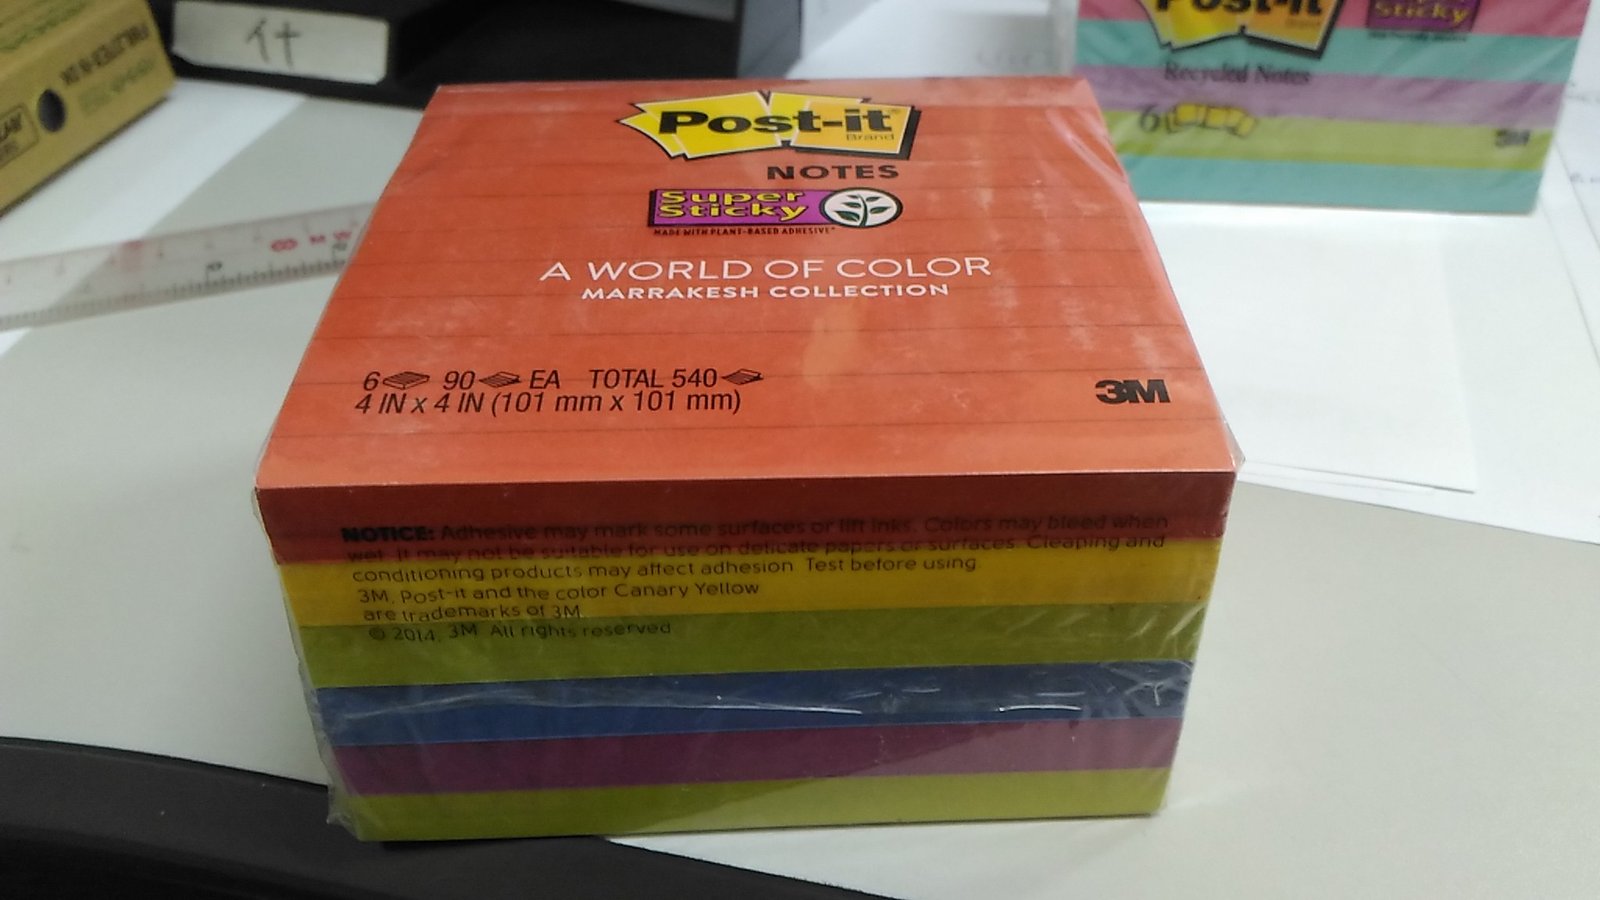 Post-it
Brand
NOTES
Super
Sticky
MADE WITH PLANT-BASED ADHESIVE*
A WORLD OF COLOR
MARRAKESH COLLECTION
6 90 EA TOTAL 540
4 IN x 4 IN (101 mm x 101 mm)
3M
NOTICE: Adhesive may mark some surfaces or lift inks. Colors may bleed when
wet. It may not be suitable for use on delicate papers or surfaces. Cleaping and
conditioning products may affect adhesion. Test before using.
3M, Post-it and the color Canary Yellow
are trademarks of 3M.
© 2014, 3M. All rights reserved
Post-it
Sticky
Recycled Notes
6
3M